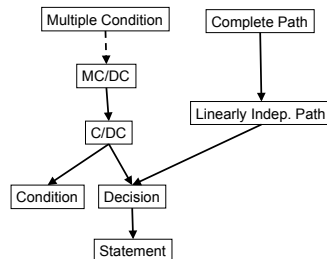 Multiple Condition
Complete Path
MC/DC
Linearly Indep. Path
C/DC
Condition
Decision
Statement